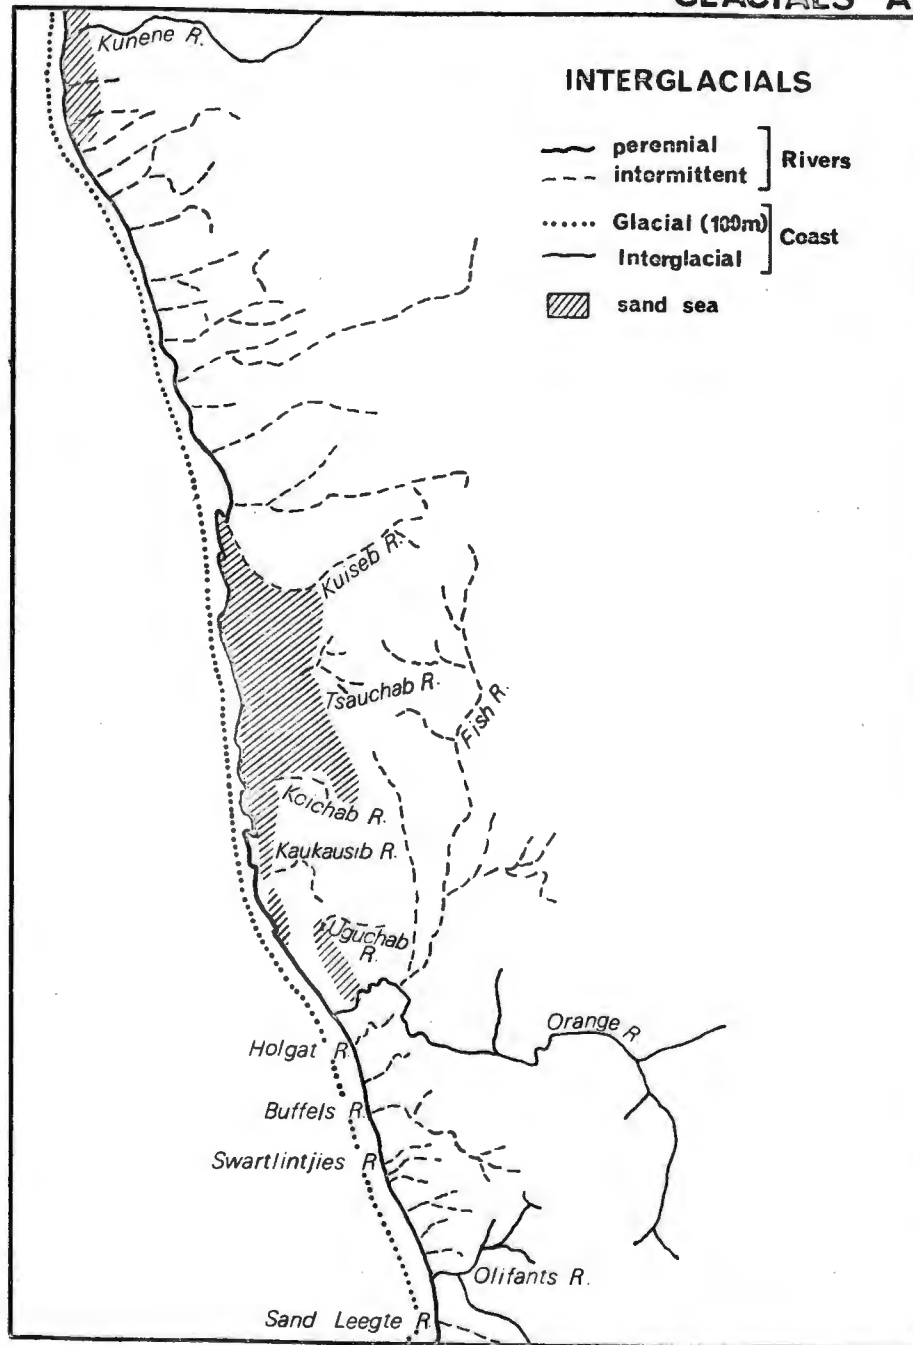 GLACIALS A
Kunene R.
INTERGLACIALS
perennial
intermittent
Rivers
Glacial (100m)
Interglacial
Coast
sand sea
Kuiseb R.
Tsauchab R.
Fish R.
Koichab R.
Kaukausib R.
Uguchab
R.
Orange R.
Holgat R.
Buffels R.
Swartlintjies R
Olifants R.
Sand Leegte R.